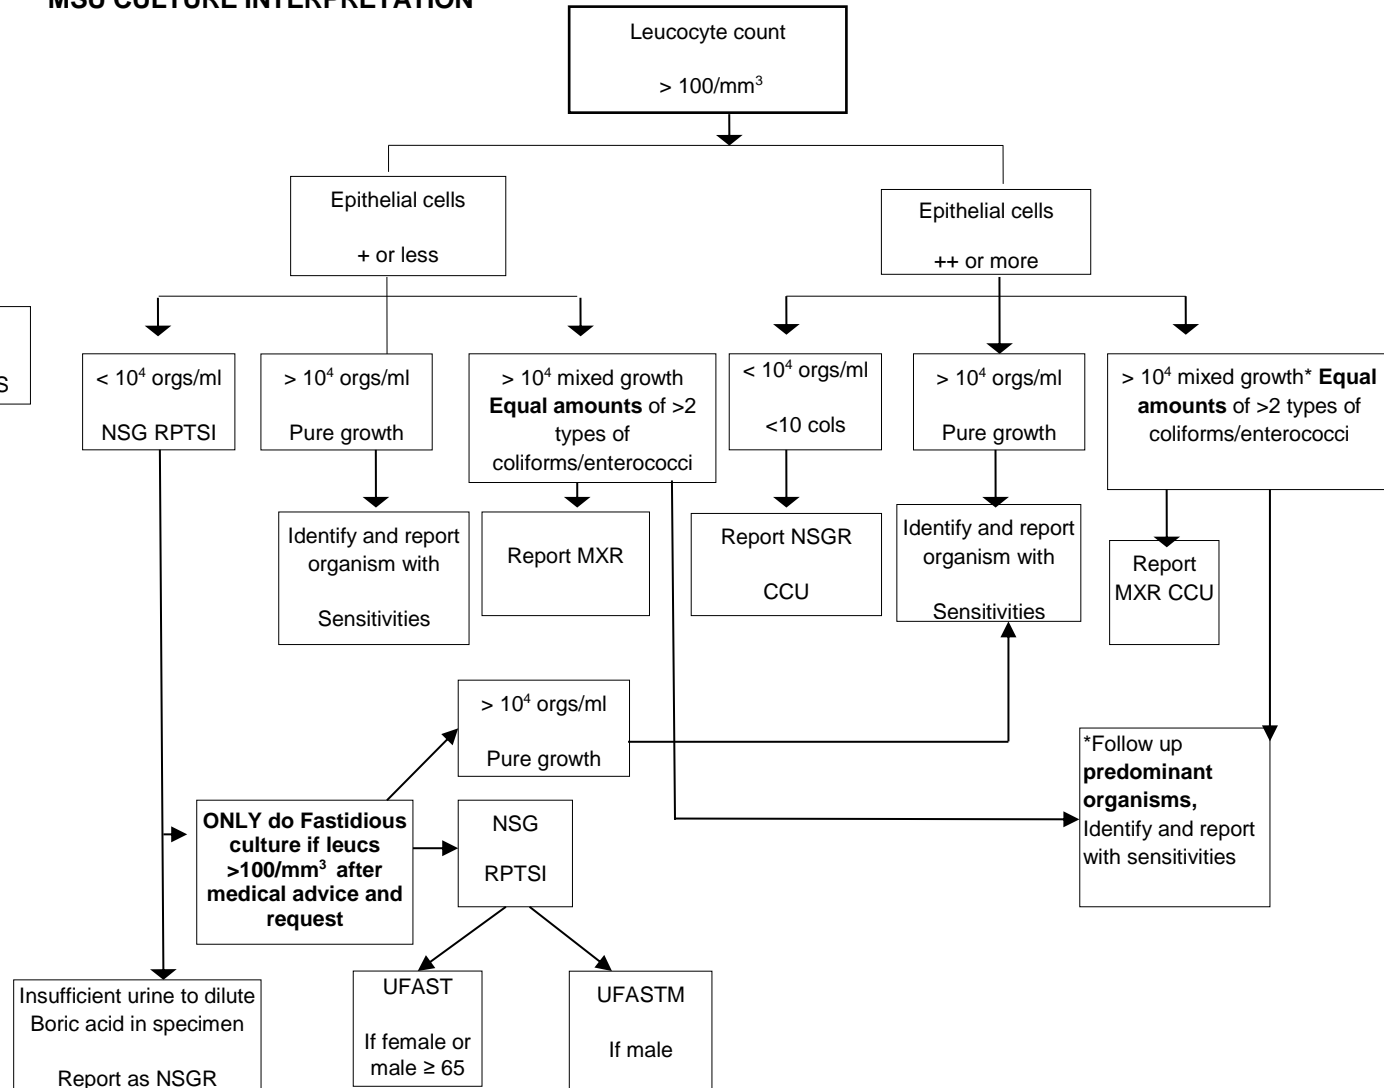 MSU CULTURE INTERPRETATION
Leucocyte count
> 100/mm³
Epithelial cells
+ or less
Epithelial cells
++ or more
S
< 10⁴ orgs/ml
NSG RPTSI
> 10⁴ orgs/ml
Pure growth
> 10⁴ mixed growth
Equal amounts of >2
types of
coliforms/enterococci
< 10⁴ orgs/ml
<10 cols
> 10⁴ orgs/ml
Pure growth
> 10⁴ mixed growth* Equal
amounts of >2 types of
coliforms/enterococci
Identify and report
organism with
Sensitivities
Report MXR
Report NSGR
CCU
Identify and report
organism with
Sensitivities
Report
MXR CCU
> 10⁴ orgs/ml
Pure growth
*Follow up
predominant
organisms,
Identify and report
with sensitivities
ONLY do Fastidious
culture if leucs
>100/mm³ after
medical advice and
request
NSG
RPTSI
Insufficient urine to dilute
Boric acid in specimen
Report as NSGR
UFAST
If female or
male ≥ 65
UFASTM
If male